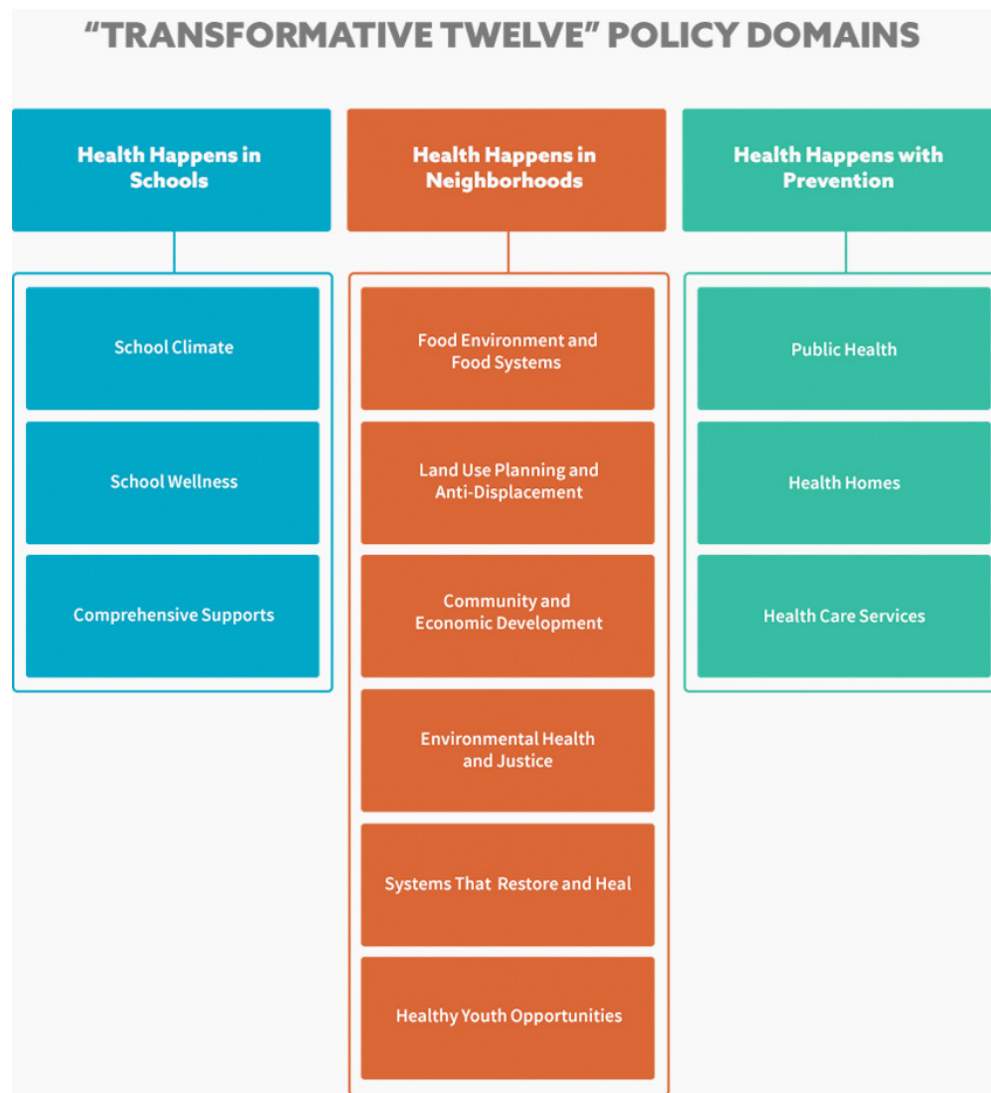 “TRANSFORMATIVE TWELVE” POLICY DOMAINS
Health Happens in
Schools
School Climate
School Wellness
Comprehensive Supports
Health Happens in
Neighborhoods
Food Environment and
Food Systems
Land Use Planning and
Anti-Displacement
Community and
Economic Development
Environmental Health
and Justice
Systems That Restore and Heal
Healthy Youth Opportunities
Health Happens with
Prevention
Public Health
Health Homes
Health Care Services